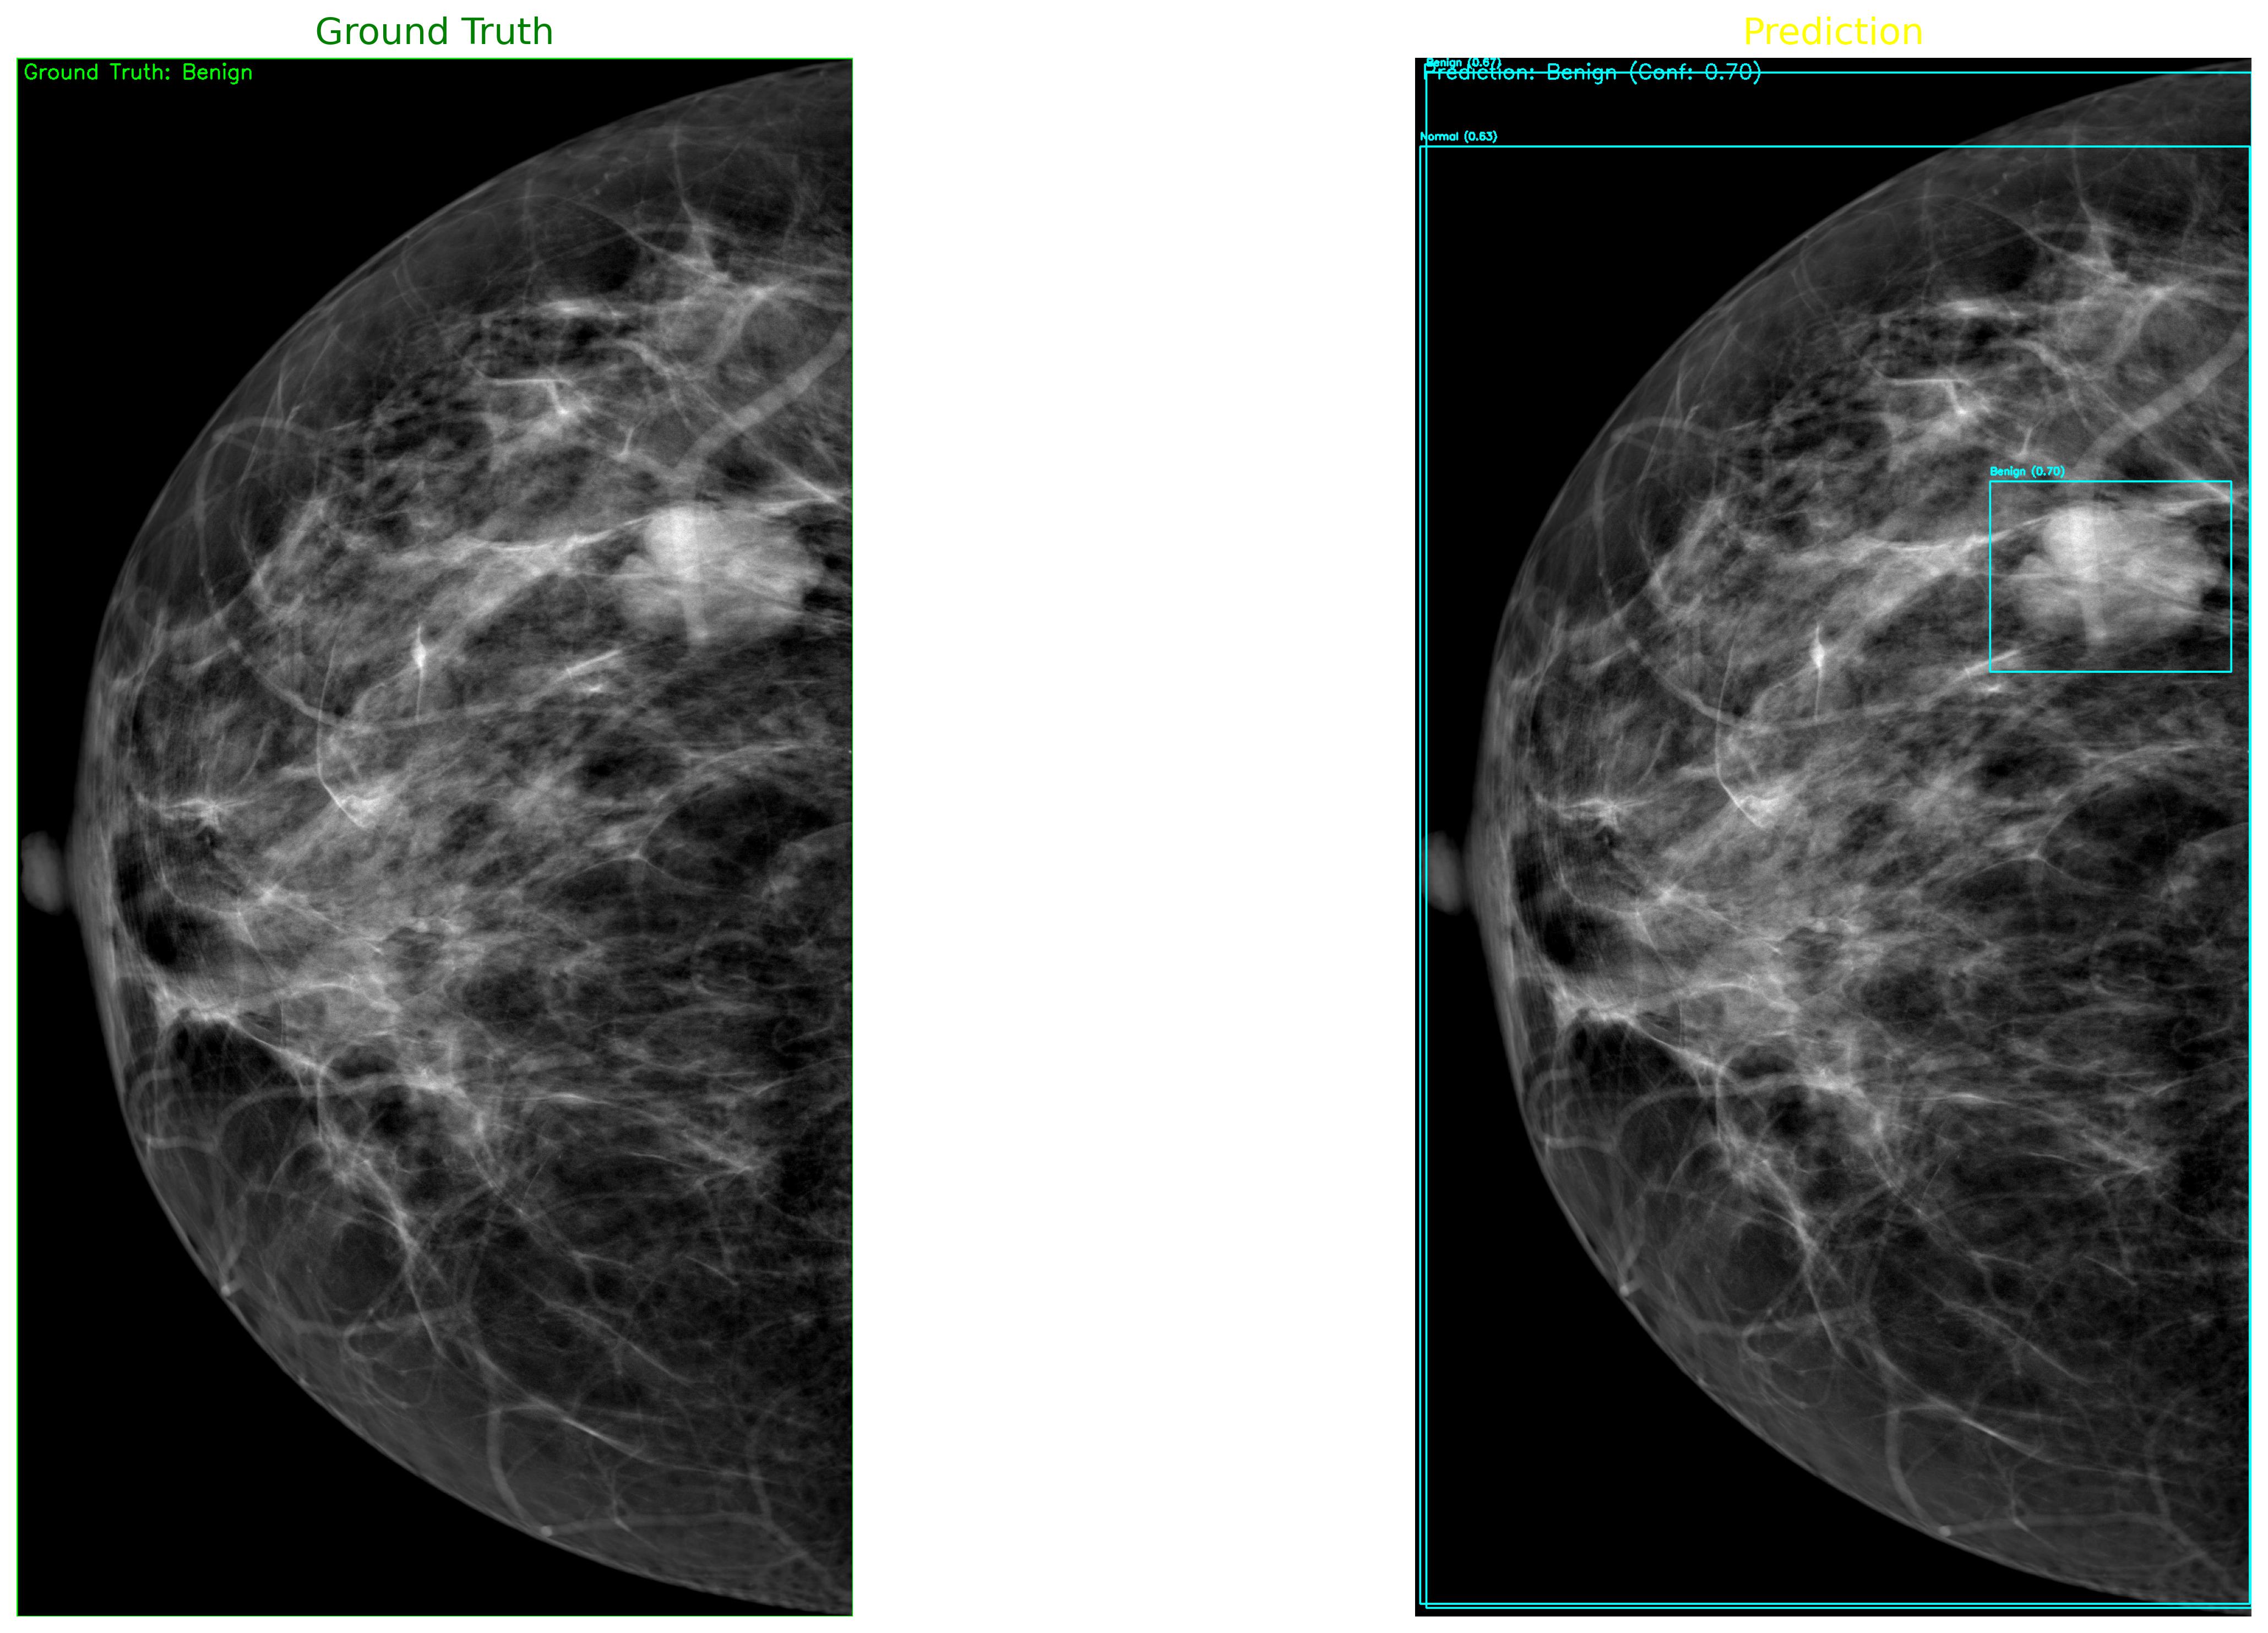 Ground Truth
Prediction
Ground Truth: Benign
Benign (0.67)
Prediction: Benign (Conf: 0.70)
Normal (0.63)
Benign (0.70)